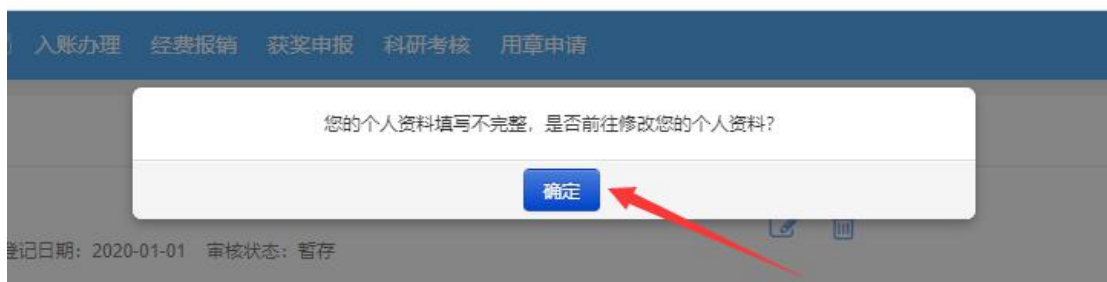 入账办理 经费报销 获奖申报 科研考核 用章申请
您的个人资料填写不完整，是否前往修改您的个人资料？
确定
登记日期：2020-01-01 审核状态：暂存